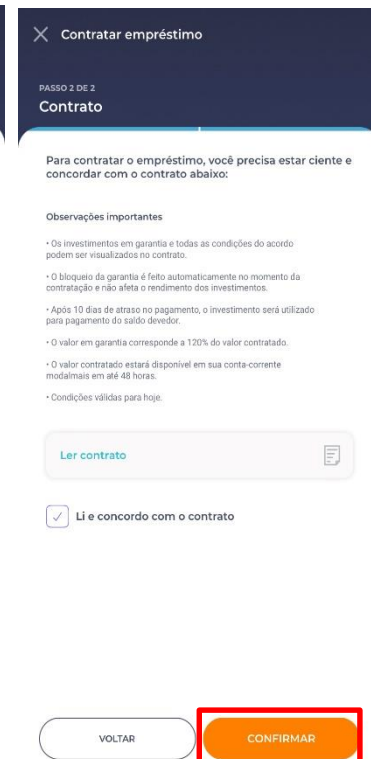 Contratar empréstimo
PASSO 2 DE 2
Contrato
Para contratar o empréstimo, você precisa estar ciente e
concordar com o contrato abaixo:
Observações importantes
• Os investimentos em garantia e todas as condições do acordo
podem ser visualizados no contrato.
• O bloqueio da garantia é feito automaticamente no momento da
contratação e não afeta o rendimento dos investimentos.
• Após 10 dias de atraso no pagamento, o investimento será utilizado
para pagamento do saldo devedor.
• O valor em garantia corresponde a 120% do valor contratado.
• O valor contratado estará disponível em sua conta-corrente
modalmais em até 48 horas.
• Condições válidas para hoje.
Ler contrato
Li e concordo com o contrato
VOLTAR
CONFIRMAR